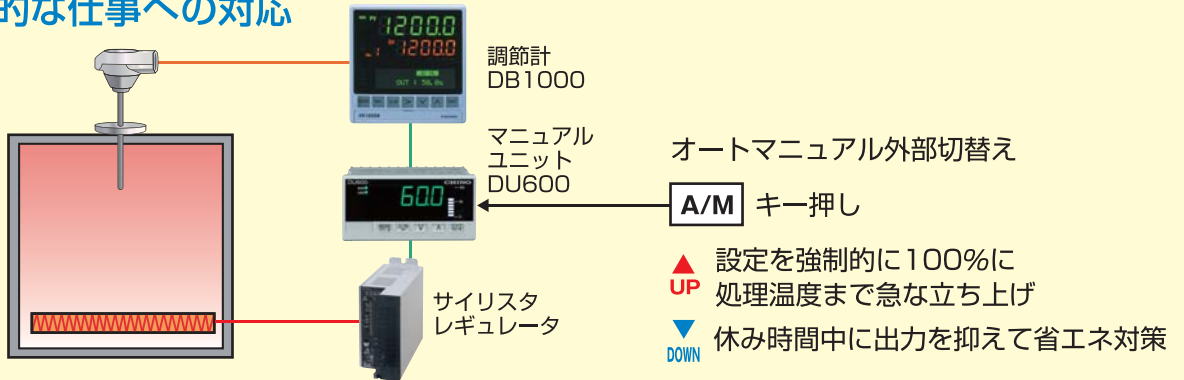 的な仕事への対応
1200.0
1200.0
調節計
DB1000
マニュアル
ユニット
DU600
DU600
CHINO
60.0
オートマニュアル外部切替え
A/M キー押し
▲ 設定を強制的に100%に
UP 処理温度まで急な立ち上げ
▼ 休み時間中に出力を抑えて省エネ対策
DOWN
サイリスタ
レギュレータ